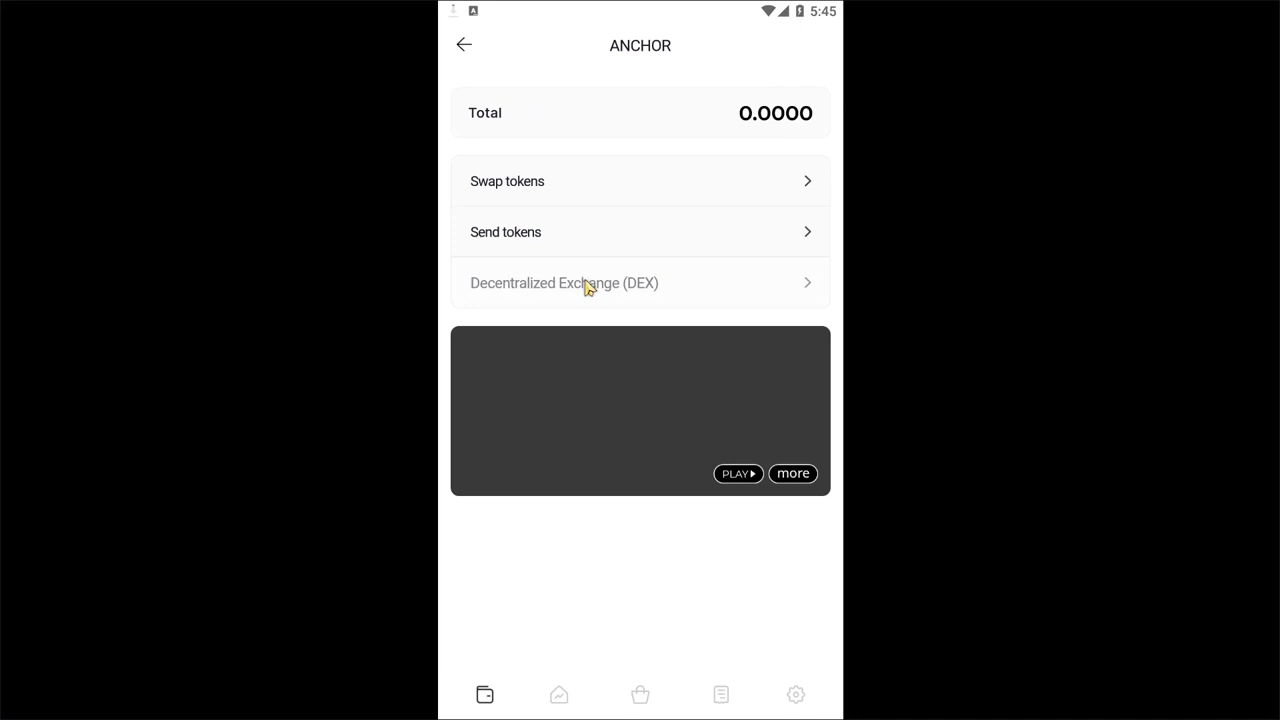 5:45
ANCHOR
Total 0.0000
Swap tokens
Send tokens
Decentralized Exchange (DEX)
PLAY more